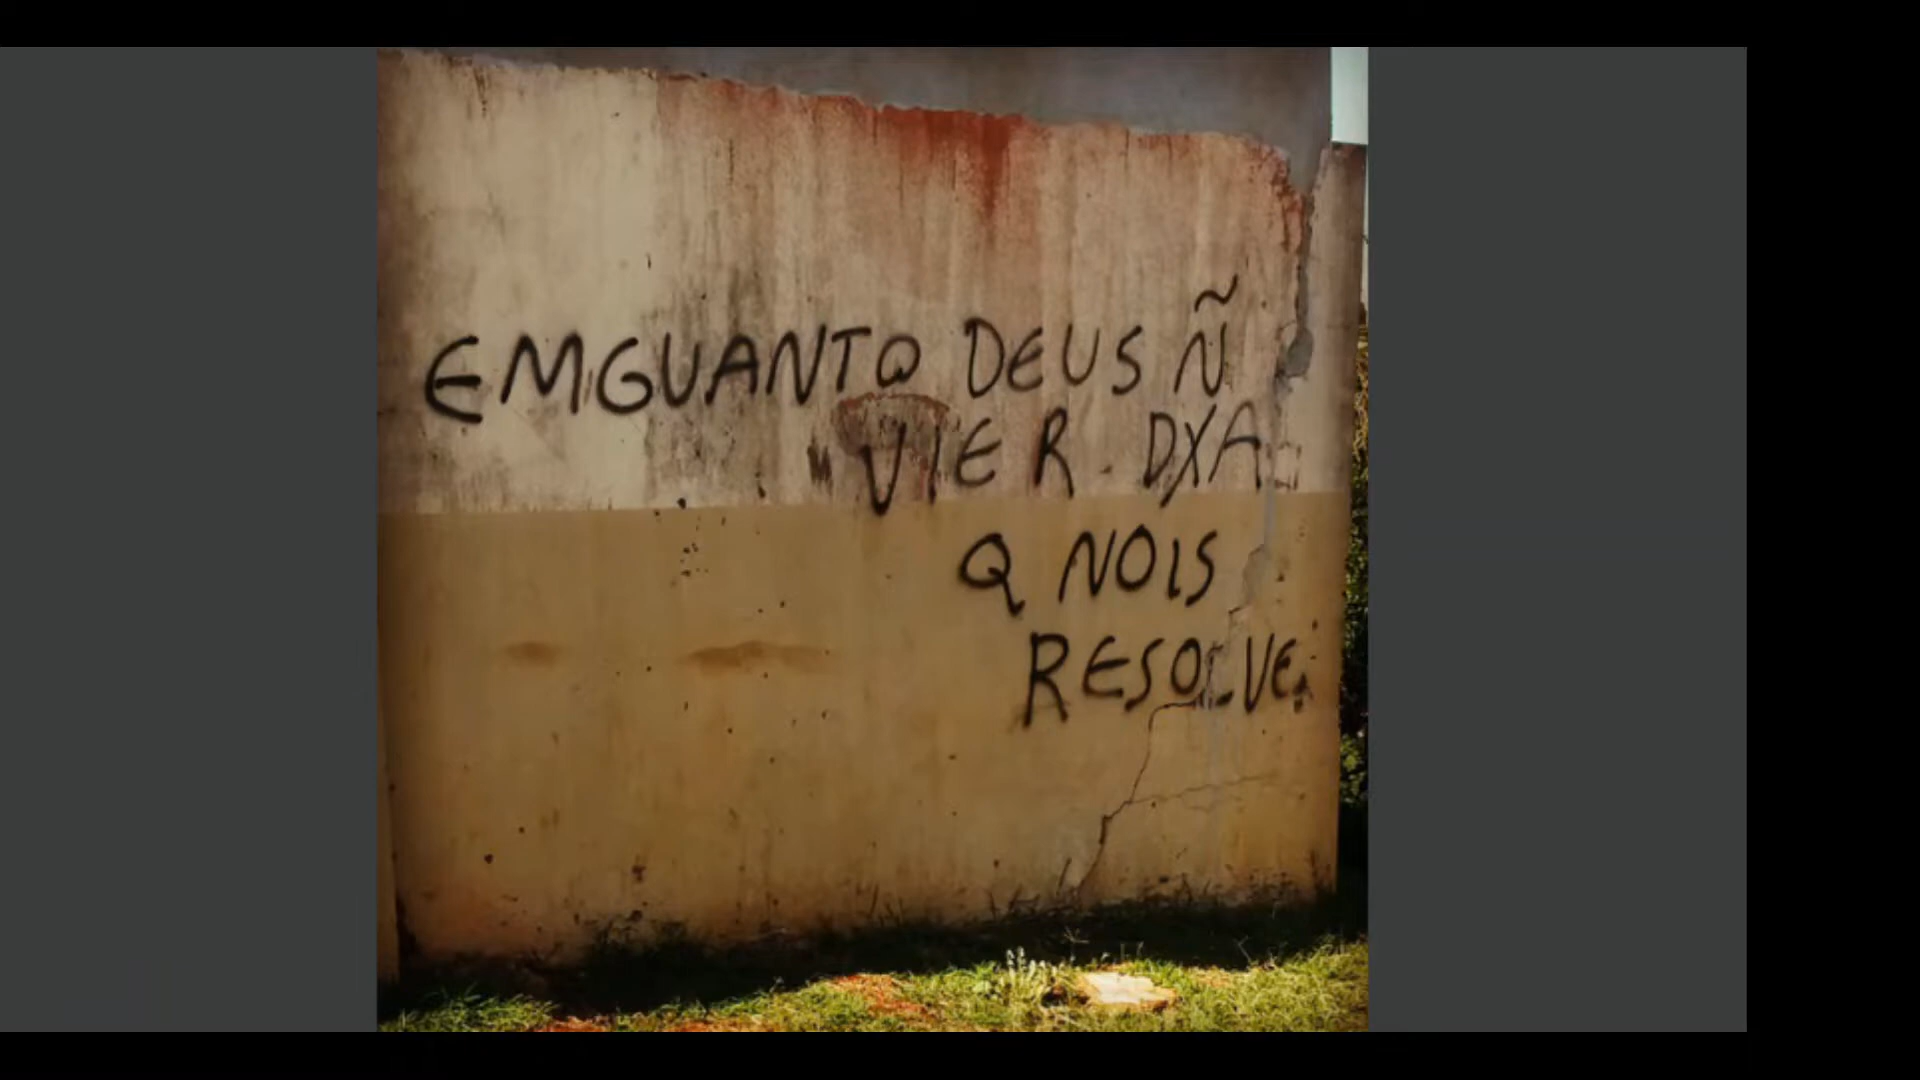 EMGUANTO DEUS Ñ
VIER. DXA
Q NOIS
RESOLVE.